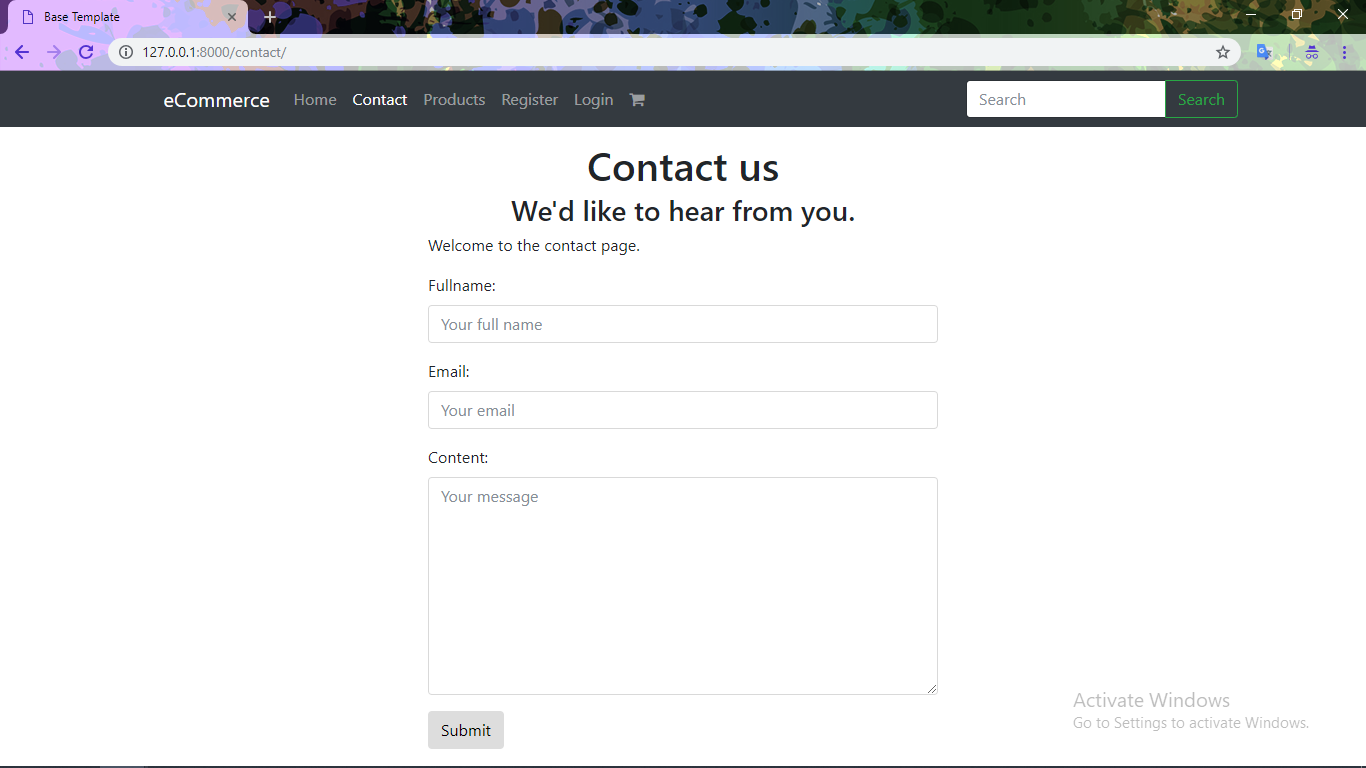 Base Template
127.0.0.1:8000/contact/
eCommerce Home Contact Products Register Login Search Search
Contact us
We'd like to hear from you.
Welcome to the contact page.
Fullname:
Your full name
Email:
Your email
Content:
Your message
Submit
Activate Windows
Go to Settings to activate Windows.